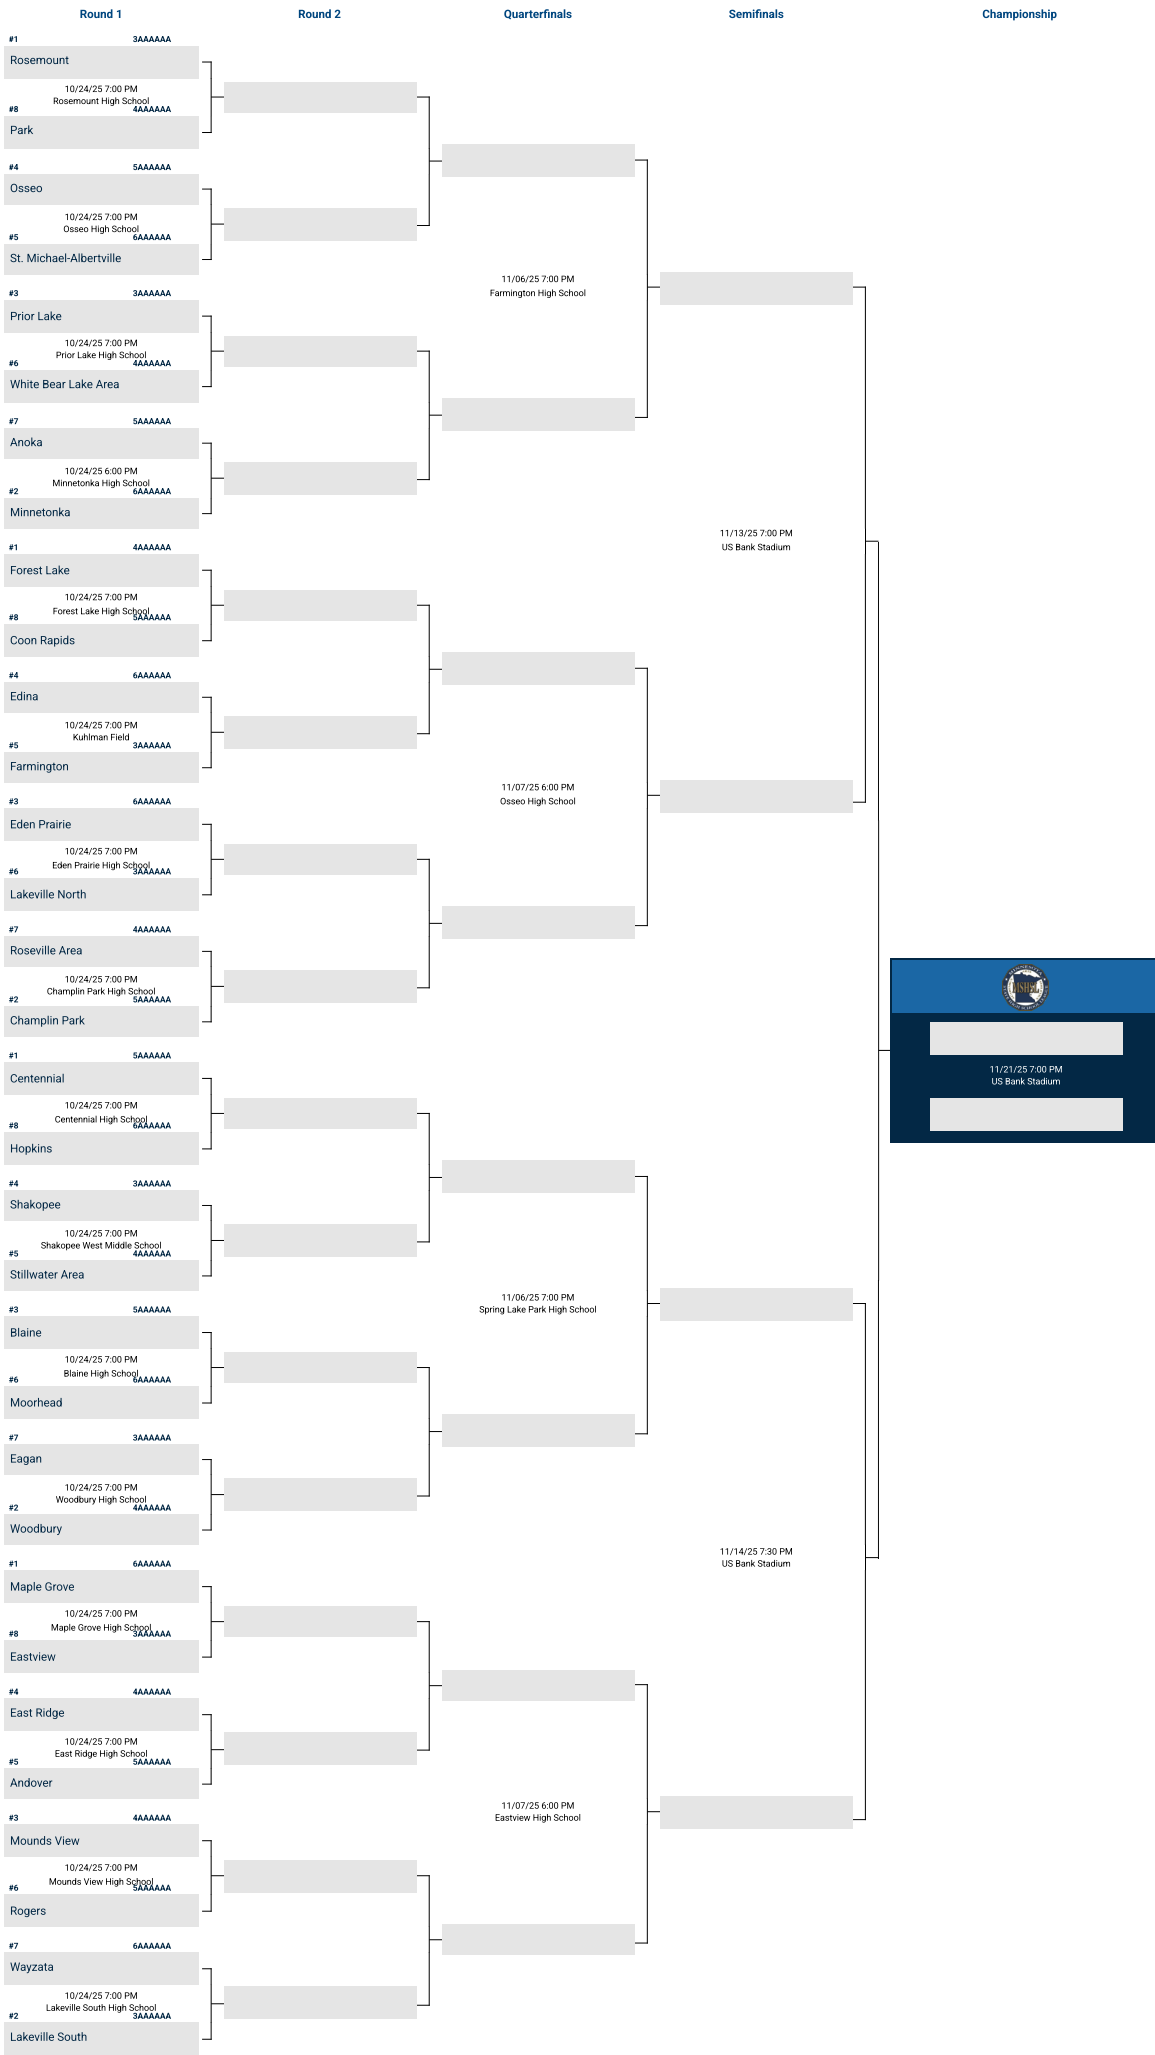 Round 1
Round 2
Quarterfinals
Semifinals
Championship
#1 3AAAAAA
Rosemount
10/24/25 7:00 PM
Rosemount High School
#8 4AAAAAA
Park
#4 5AAAAAA
Osseo
10/24/25 7:00 PM
Osseo High School
#5 6AAAAAA
St. Michael-Albertville
11/06/25 7:00 PM
Farmington High School
#3 3AAAAAA
Prior Lake
10/24/25 7:00 PM
Prior Lake High School
#6 4AAAAAA
White Bear Lake Area
#7 5AAAAAA
Anoka
10/24/25 6:00 PM
Minnetonka High School
#2 6AAAAAA
Minnetonka
11/13/25 7:00 PM
US Bank Stadium
#1 4AAAAAA
Forest Lake
10/24/25 7:00 PM
Forest Lake High School
#8 5AAAAAA
Coon Rapids
#4 6AAAAAA
Edina
10/24/25 7:00 PM
Kuhlman Field
#5 3AAAAAA
Farmington
11/07/25 6:00 PM
Osseo High School
#3 6AAAAAA
Eden Prairie
10/24/25 7:00 PM
Eden Prairie High School
#6 3AAAAAA
Lakeville North
#7 4AAAAAA
Roseville Area
10/24/25 7:00 PM
Champlin Park High School
#2 5AAAAAA
Champlin Park
MSHSL
11/21/25 7:00 PM
US Bank Stadium
#1 5AAAAAA
Centennial
10/24/25 7:00 PM
Centennial High School
#8 6AAAAAA
Hopkins
#4 3AAAAAA
Shakopee
10/24/25 7:00 PM
Shakopee West Middle School
#5 4AAAAAA
Stillwater Area
11/06/25 7:00 PM
Spring Lake Park High School
#3 5AAAAAA
Blaine
10/24/25 7:00 PM
Blaine High School
#6 6AAAAAA
Moorhead
#7 3AAAAAA
Eagan
10/24/25 7:00 PM
Woodbury High School
#2 4AAAAAA
Woodbury
11/14/25 7:30 PM
US Bank Stadium
#1 6AAAAAA
Maple Grove
10/24/25 7:00 PM
Maple Grove High School
#8 3AAAAAA
Eastview
#4 4AAAAAA
East Ridge
10/24/25 7:00 PM
East Ridge High School
#5 5AAAAAA
Andover
11/07/25 6:00 PM
Eastview High School
#3 4AAAAAA
Mounds View
10/24/25 7:00 PM
Mounds View High School
#6 5AAAAAA
Rogers
#7 6AAAAAA
Wayzata
10/24/25 7:00 PM
Lakeville South High School
#2 3AAAAAA
Lakeville South